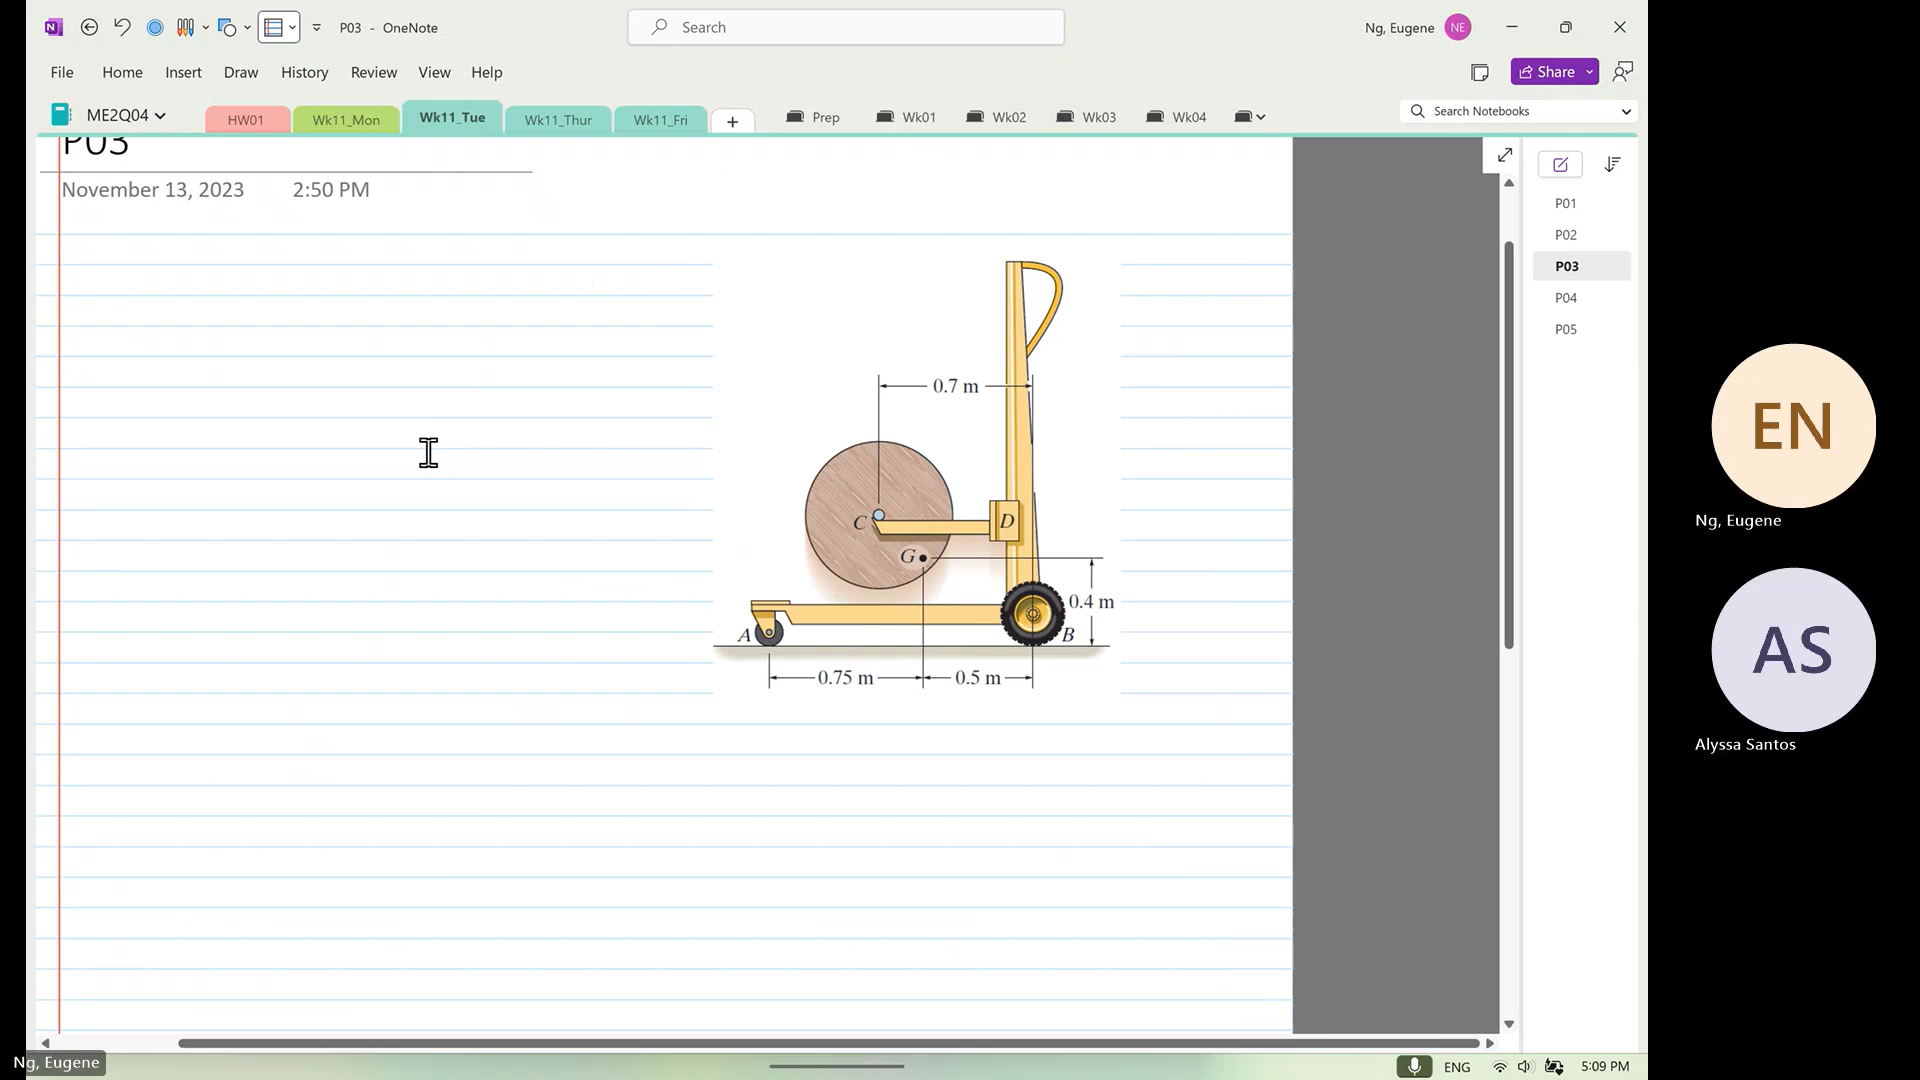 P03 - OneNote
Search
Ng, Eugene
NE
File
Home
Insert
Draw
History
Review
View
Help
Share
ME2Q04
HW01
Wk11_Mon
Wk11_Tue
Wk11_Thur
Wk11_Fri
Prep
Wk01
Wk02
Wk03
Wk04
Search Notebooks
P03
November 13, 2023
2:50 PM
P01
P02
P03
P04
P05
0.7 m
C
D
G
0.4 m
A
B
0.75 m
0.5 m
EN
Ng, Eugene
AS
Alyssa Santos
Ng, Eugene
ENG
5:09 PM